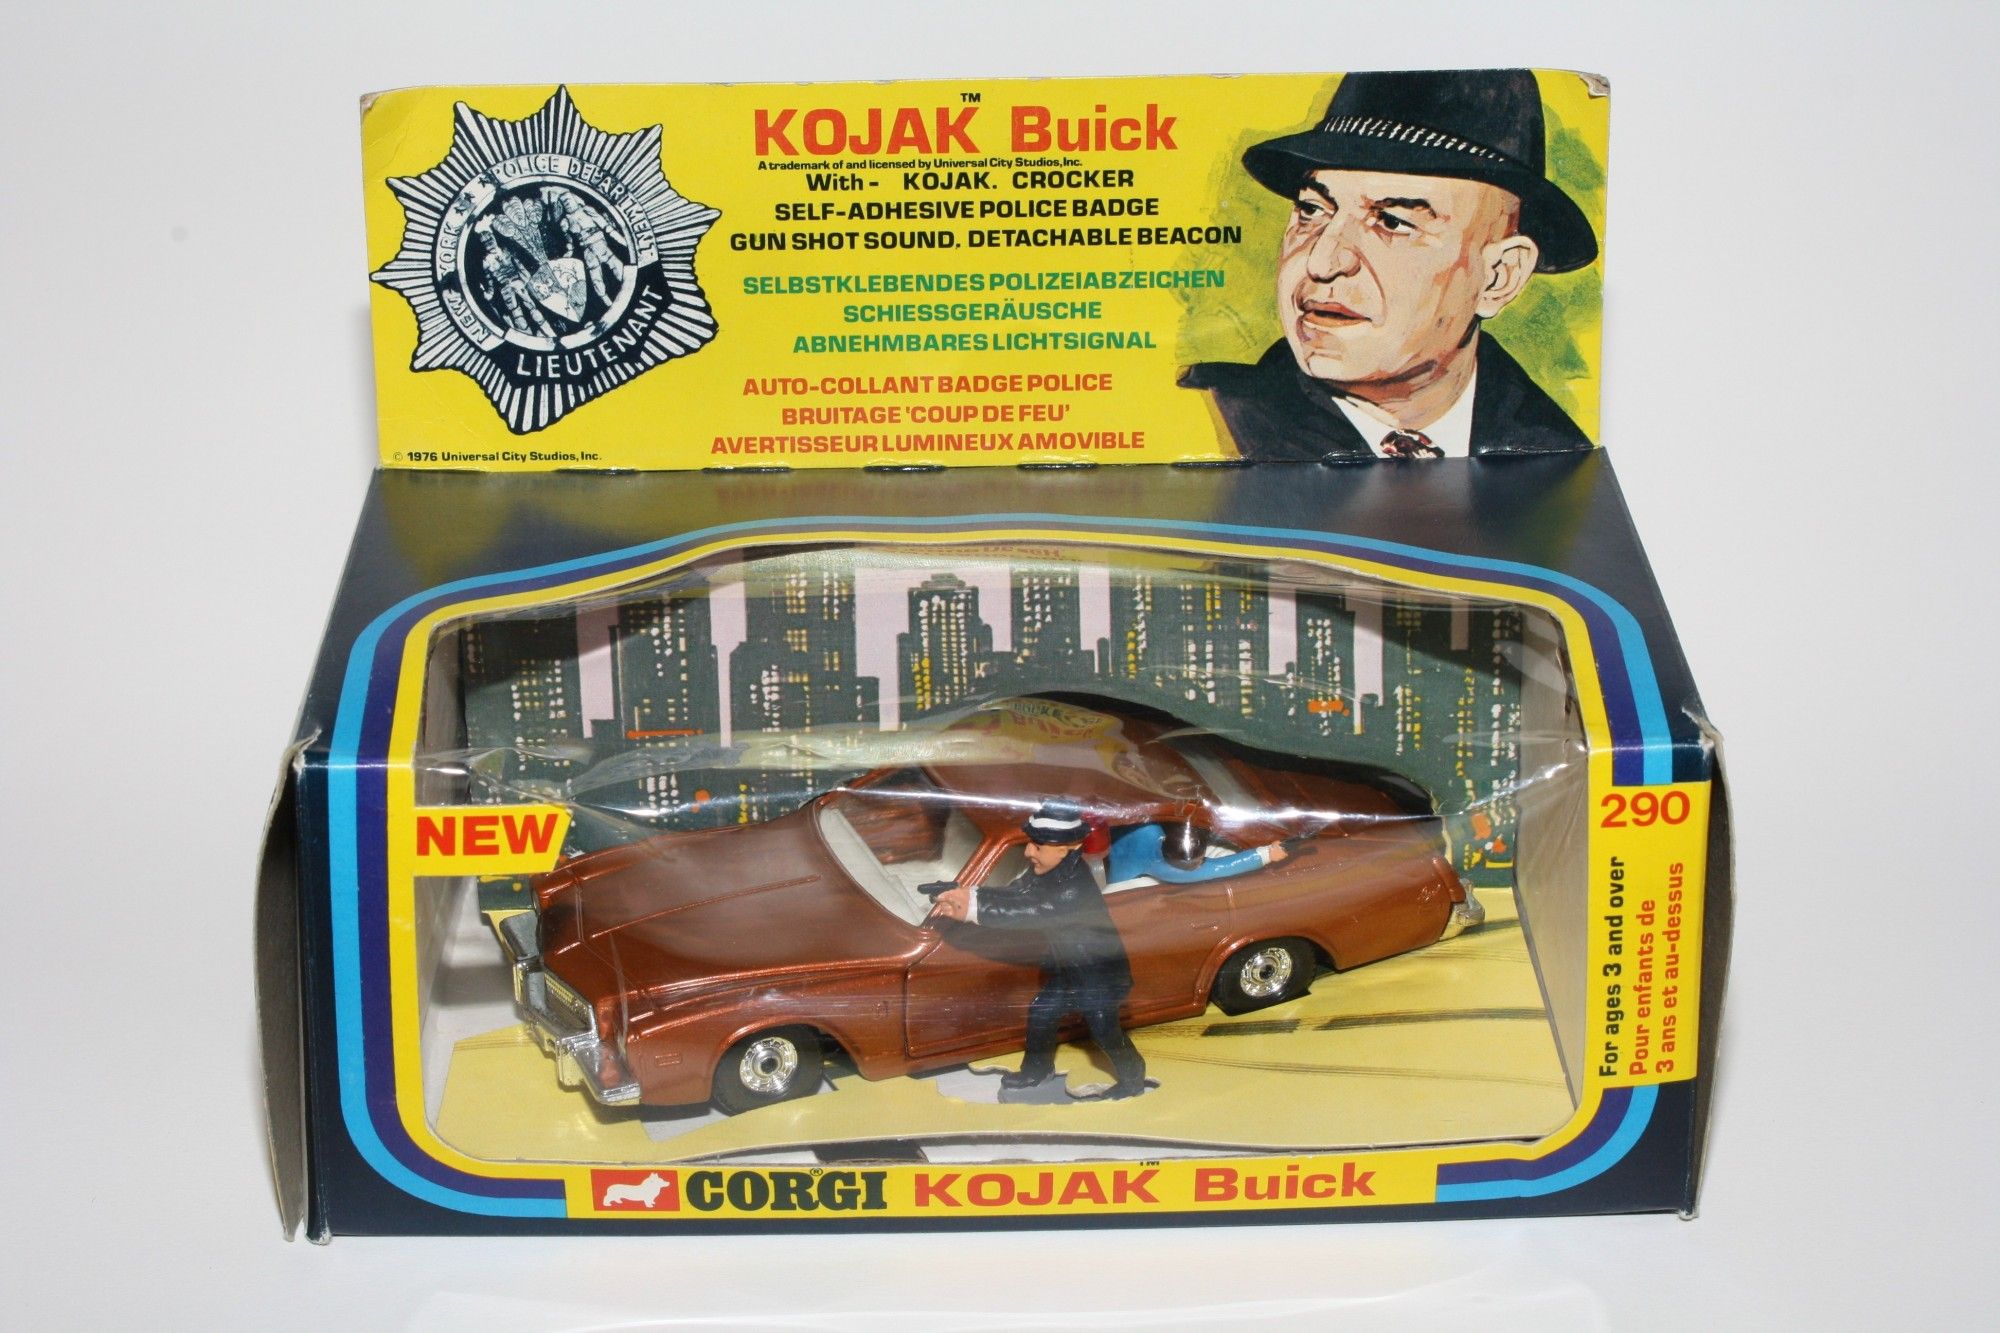 NEW YORK POLICE DEPARTMENT
LIEUTENANT
© 1976 Universal City Studios, Inc.
KOJAK™ Buick
A trademark of and licensed by Universal City Studios, Inc.
With - KOJAK. CROCKER
SELF-ADHESIVE POLICE BADGE
GUN SHOT SOUND. DETACHABLE BEACON
SELBSTKLEBENDES POLIZEIABZEICHEN
SCHIESSGERÄUSCHE
ABNEHMBARES LICHTSIGNAL
AUTO-COLLANT BADGE POLICE
BRUITAGE 'COUP DE FEU'
AVERTISSEUR LUMINEUX AMOVIBLE
NEW
290
For ages 3 and over
Pour enfants de
3 ans et au-dessus
CORGI® KOJAK™ Buick